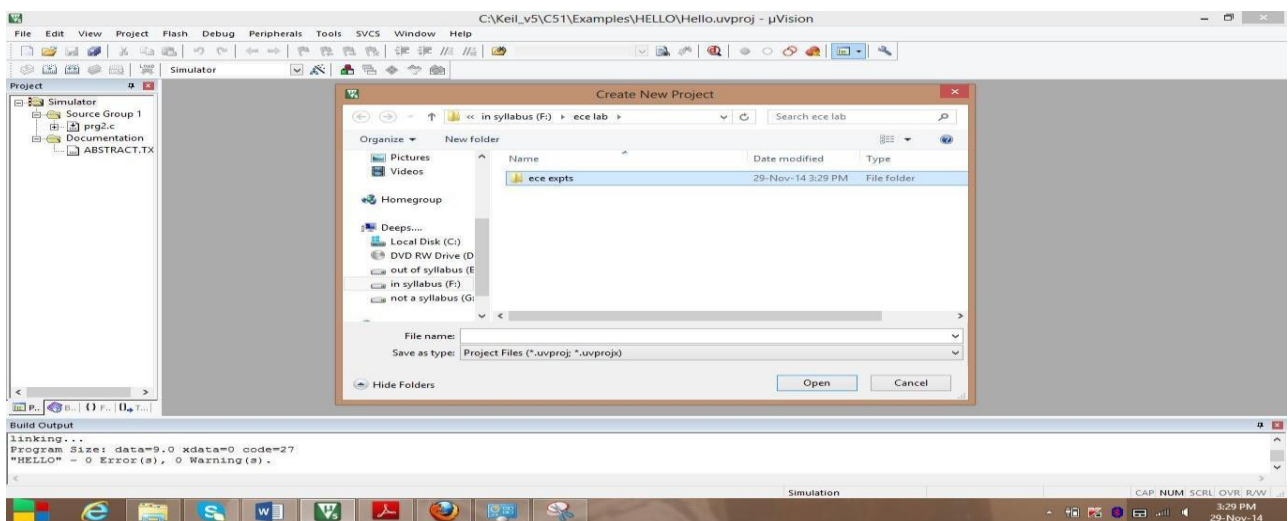 C:\Keil_v5\C51\Examples\HELLO\Hello.uvproj - µVision
File Edit View Project Flash Debug Peripherals Tools SVCS Window Help
Simulator
Project
Simulator
Source Group 1
prg2.c
Documentation
ABSTRACT.TX
P.. B.. {} F.. 0 T...
Create New Project
« in syllabus (F:) ece lab
Search ece lab
Organize New folder
Pictures
Videos
Homegroup
Deeps....
Local Disk (C:)
DVD RW Drive (D
out of syllabus (E
in syllabus (F:)
not a syllabus (G:
Name Date modified Type
ece expts 29-Nov-14 3:29 PM File folder
File name:
Save as type: Project Files (*.uvproj; *.uvprojx)
Hide Folders Open Cancel
Build Output
linking...
Program Size: data=9.0 xdata=0 code=27
"HELLO" - 0 Error(s), 0 Warning(s).
Simulation CAP NUM SCRL OVR R/W
3:29 PM
29-Nov-14